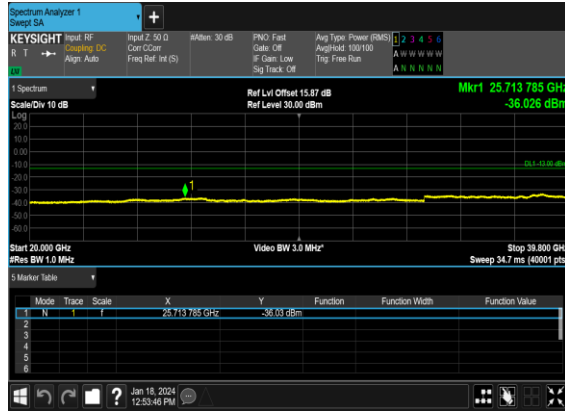 Spectrum Analyzer 1
Swept SA
KEYSIGHT Input: RF Input Z: 50 Ω #Atten: 30 dB PNO: Fast Avg Type: Power (RMS) 1 2 3 4 5 6
R T Coupling: DC Corr CCorr Gate: Off Avg|Hold: 100/100 A W W W W W
Align: Auto Freq Ref: Int (S) IF Gain: Low Trig: Free Run
Sig Track: Off A N N N N N
1 Spectrum Ref Lvl Offset 15.87 dB Mkr1 25.713 785 GHz
Scale/Div 10 dB Ref Level 30.00 dBm -36.026 dBm
Log
20.0
10.0
0.00
-10.0 DL1 -13.00 dBm
-20.0 1
-30.0
-40.0
-50.0
-60.0
Start 20.000 GHz Video BW 3.0 MHz* Stop 39.800 GHz
#Res BW 1.0 MHz Sweep 34.7 ms (40001 pts)
5 Marker Table
Mode Trace Scale X Y Function Function Width Function Value
1 N 1 f 25.713 785 GHz -36.03 dBm
2
3
4
5
6
? Jan 18, 2024
12:53:46 PM